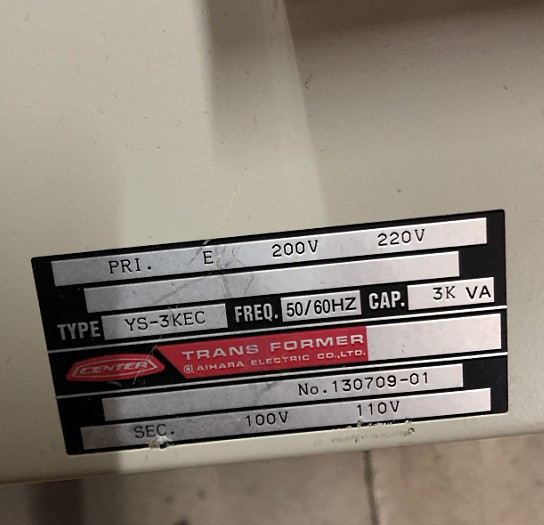 PRI. E 200V 220V
TYPE YS-3KEC FREQ. 50/60HZ CAP. 3K VA
CENTER TRANS FORMER
AIHARA ELECTRIC CO.,LTD.
No.130709-01
SEC. 100V 110V